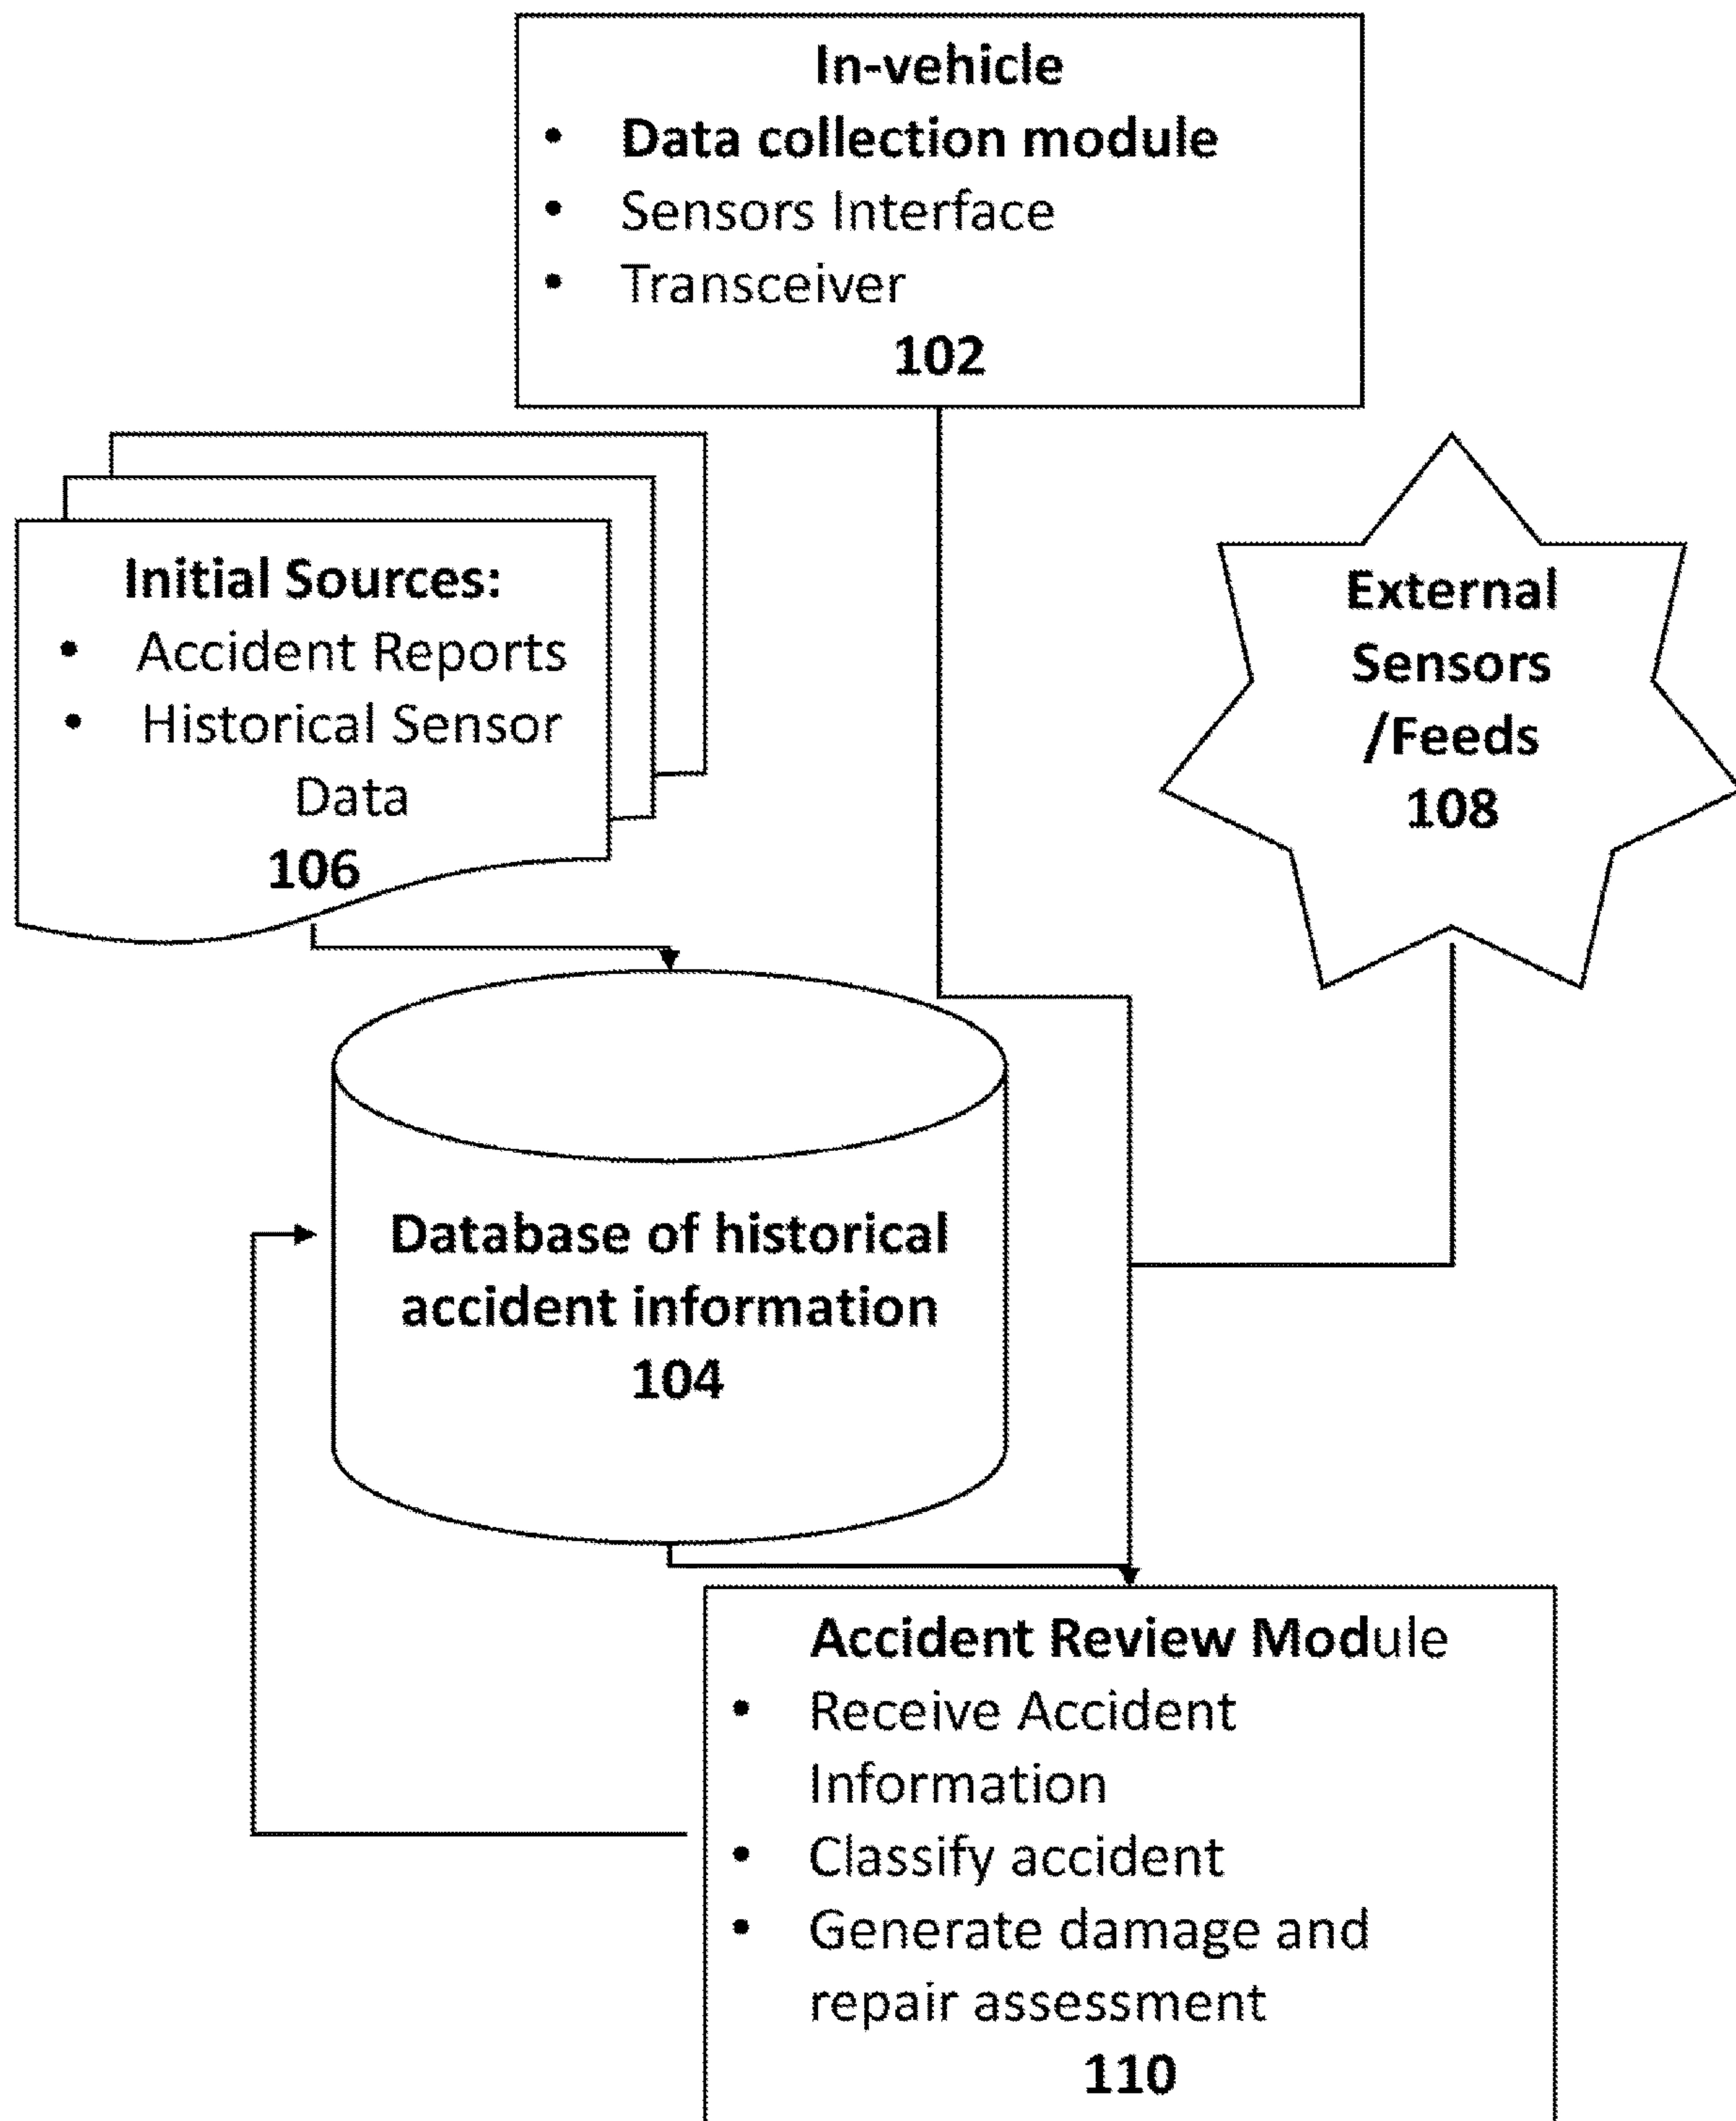 In-vehicle
• Data collection module
• Sensors Interface
• Transceiver
102
Initial Sources:
• Accident Reports
• Historical Sensor
Data
106
External
Sensors
/Feeds
108
Database of historical
accident information
104
Accident Review Module
• Receive Accident
Information
• Classify accident
• Generate damage and
repair assessment
110